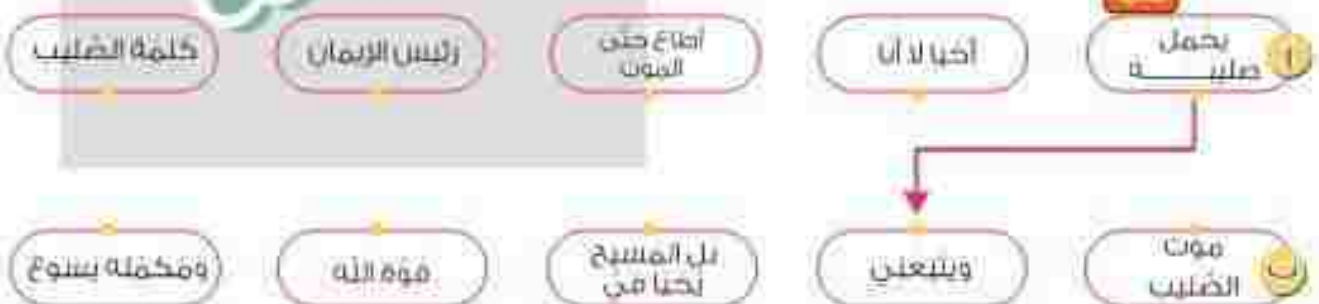 ١
يحمل
صليبه
أحيا لا أنا
أطاع حتى
الموت
رئيس الإيمان
كلمة الصليب
ب
موت
الصليب
ويتبعني
بل المسيح
يحيا في
قوة الله
ومكمله يسوع